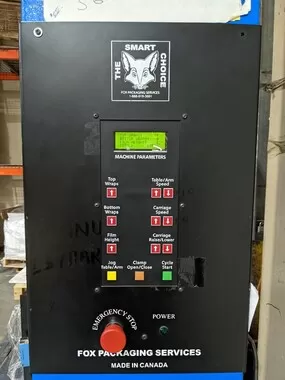 THE SMART CHOICE
FOX PACKAGING SERVICES
MACHINE PARAMETERS
Top
Wraps
Table/Arm
Speed
Bottom
Wraps
Carriage
Speed
Film
Height
Carriage
Raise/Lower
Jog
Table/Arm
Clamp
Open/Close
Cycle
Start
EMERGENCY STOP
POWER
FOX PACKAGING SERVICES
MADE IN CANADA